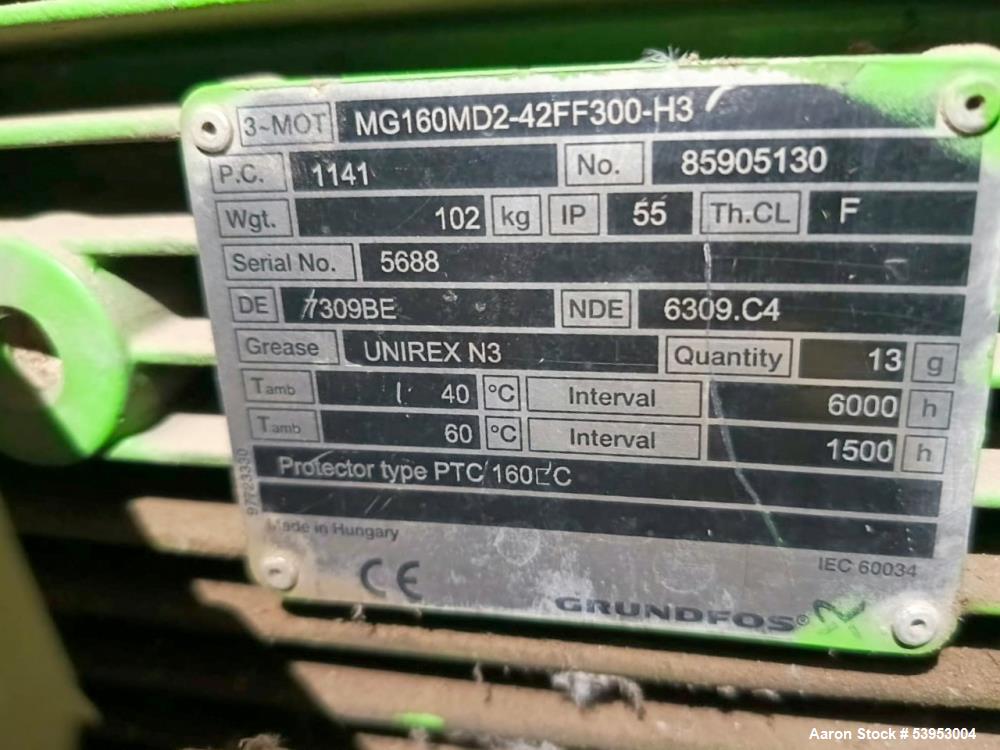 3~MOT MG160MD2-42FF300-H3
P.C. 1141 No. 85905130
Wgt. 102 kg IP 55 Th.CL F
Serial No. 5688
DE 7309BE NDE 6309.C4
Grease UNIREX N3 Quantity 13 g
Tamb 40 °C Interval 6000 h
Tamb 60 °C Interval 1500 h
Protector type PTC 160□C
Made in Hungary
CE
IEC 60034
GRUNDFOS®
Aaron Stock # 53953004